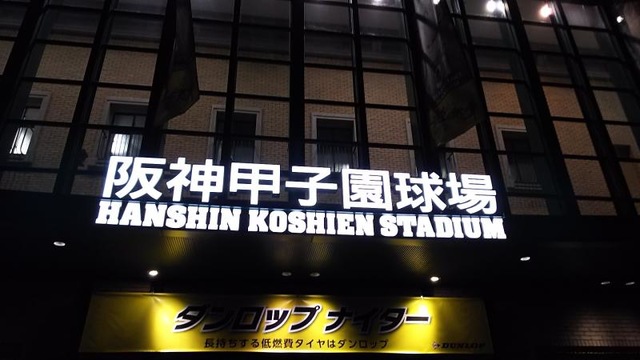 阪神甲子園球場
HANSHIN KOSHIEN STADIUM
ダンロップ ナイター
長持ちする低燃費タイヤはダンロップ
DUNLOP